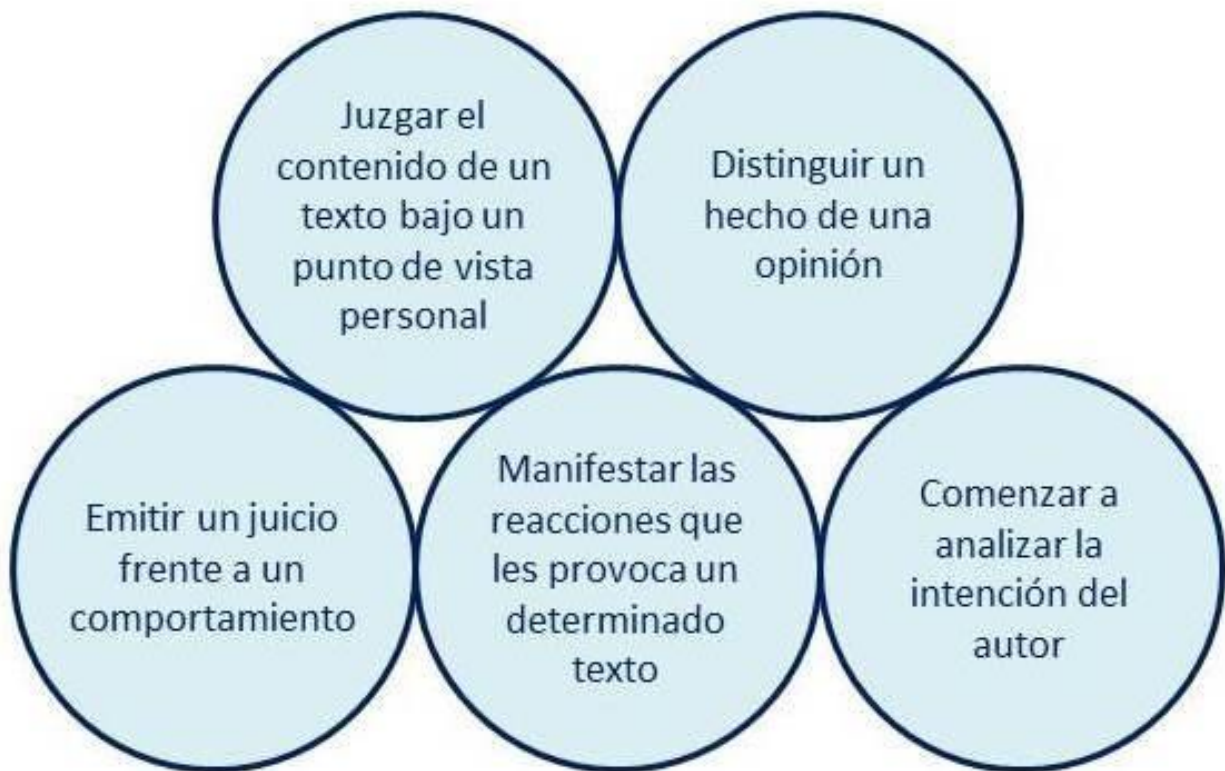 Juzgar el
contenido de un
texto bajo un
punto de vista
personal
Distinguir un
hecho de una
opinión
Emitir un juicio
frente a un
comportamiento
Manifestar las
reacciones que
les provoca un
determinado
texto
Comenzar a
analizar la
intención del
autor